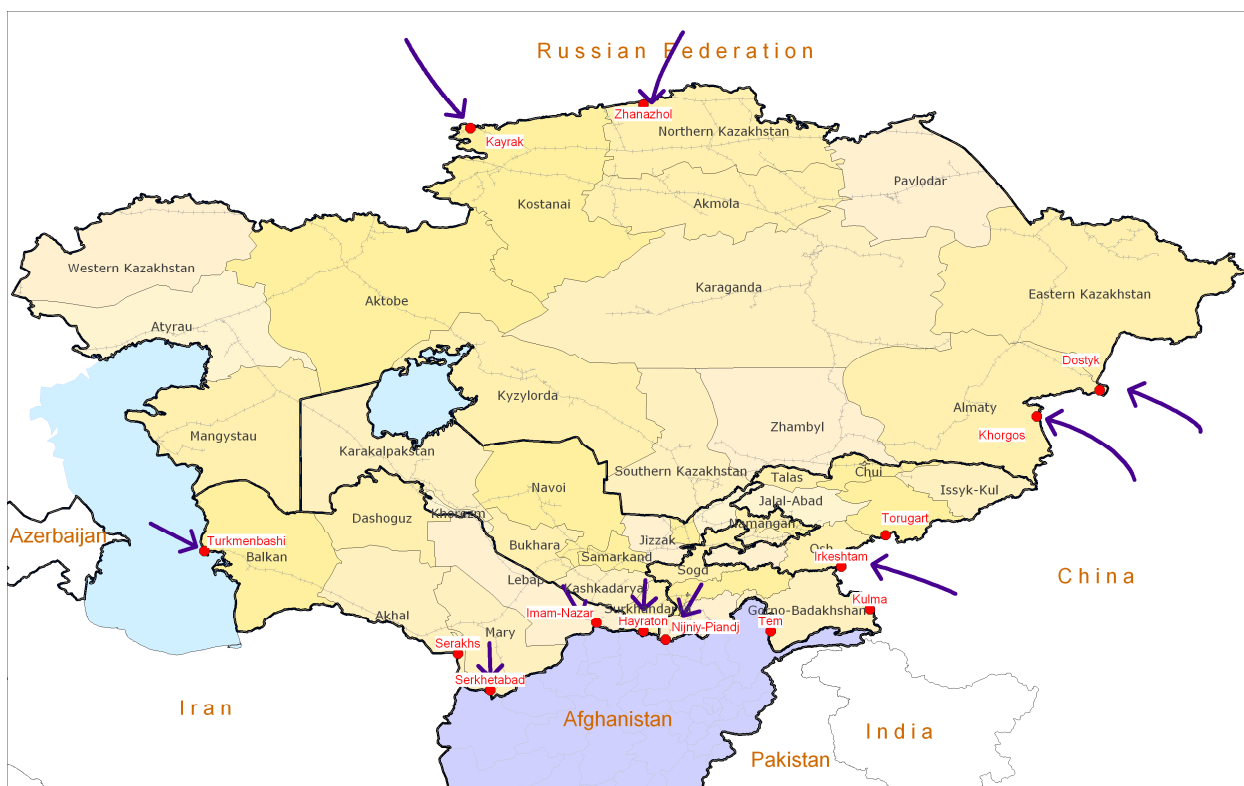 Russian Federation
Zhanazhol
Kayrak
Northern Kazakhstan
Pavlodar
Kostanai
Akmola
Western Kazakhstan
Karaganda
Eastern Kazakhstan
Aktobe
Atyrau
Dostyk
Kyzylorda
Almaty
Mangystau
Zhambyl
Khorgos
Karakalpakstan
Southern Kazakhstan
Talas
Chui
Navoi
Issyk-Kul
Jalal-Abad
Dashoguz
Khorezm
Namangan
Torugart
Azerbaijan
Turkmenbashi
Balkan
Bukhara
Jizzak
Osh
Samarkand
Irkeshtam
Sogd
China
Lebap
Kashkadarya
Kulma
Akhal
Imam-Nazar
Surkhandarya
Gorno-Badakhshan
Hayraton
Nijniy-Piandj
Tem
Mary
Serakhs
Serkhetabad
Iran
Afghanistan
India
Pakistan